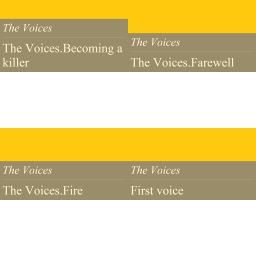 The Voices
The Voices.Becoming a
killer
The Voices
The Voices.Farewell
The Voices
The Voices.Fire
The Voices
First voice